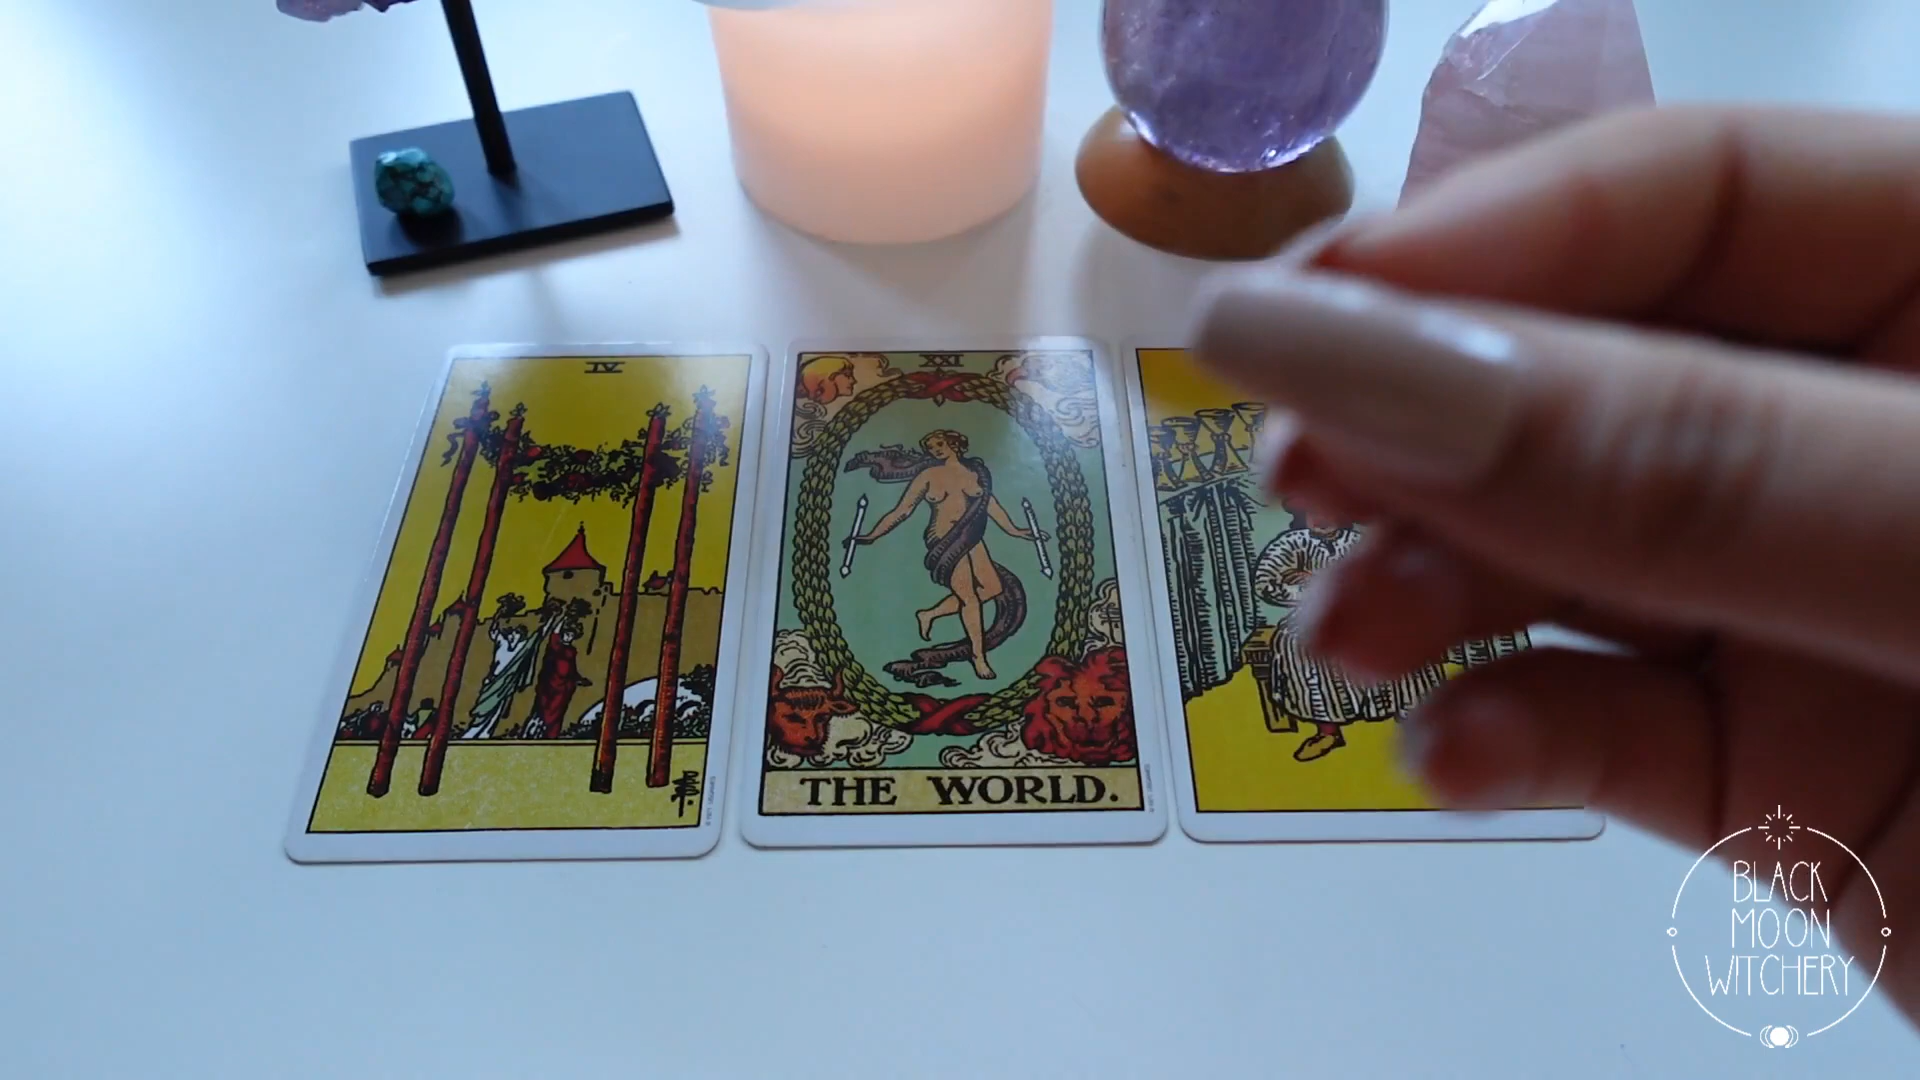 IV
XXI
THE WORLD.
BLACK
MOON
WITCHERY